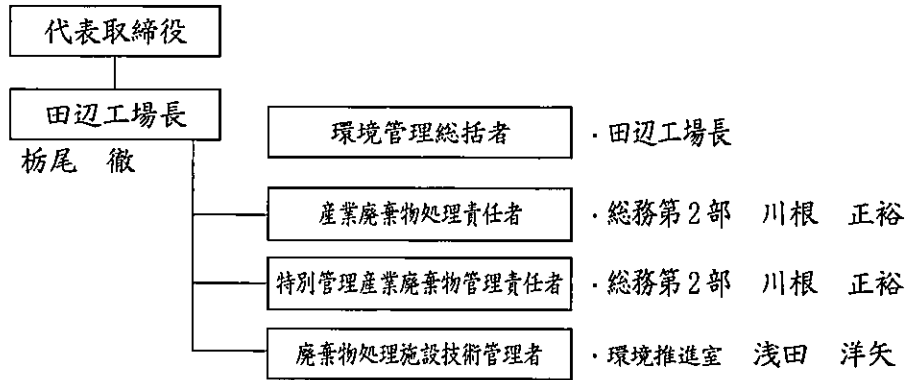 代表取締役
田辺工場長
栃尾 徹
環境管理総括者 ・田辺工場長
産業廃棄物処理責任者 ・総務第2部 川根 正裕
特別管理産業廃棄物管理責任者 ・総務第2部 川根 正裕
廃棄物処理施設技術管理者 ・環境推進室 浅田 洋矢